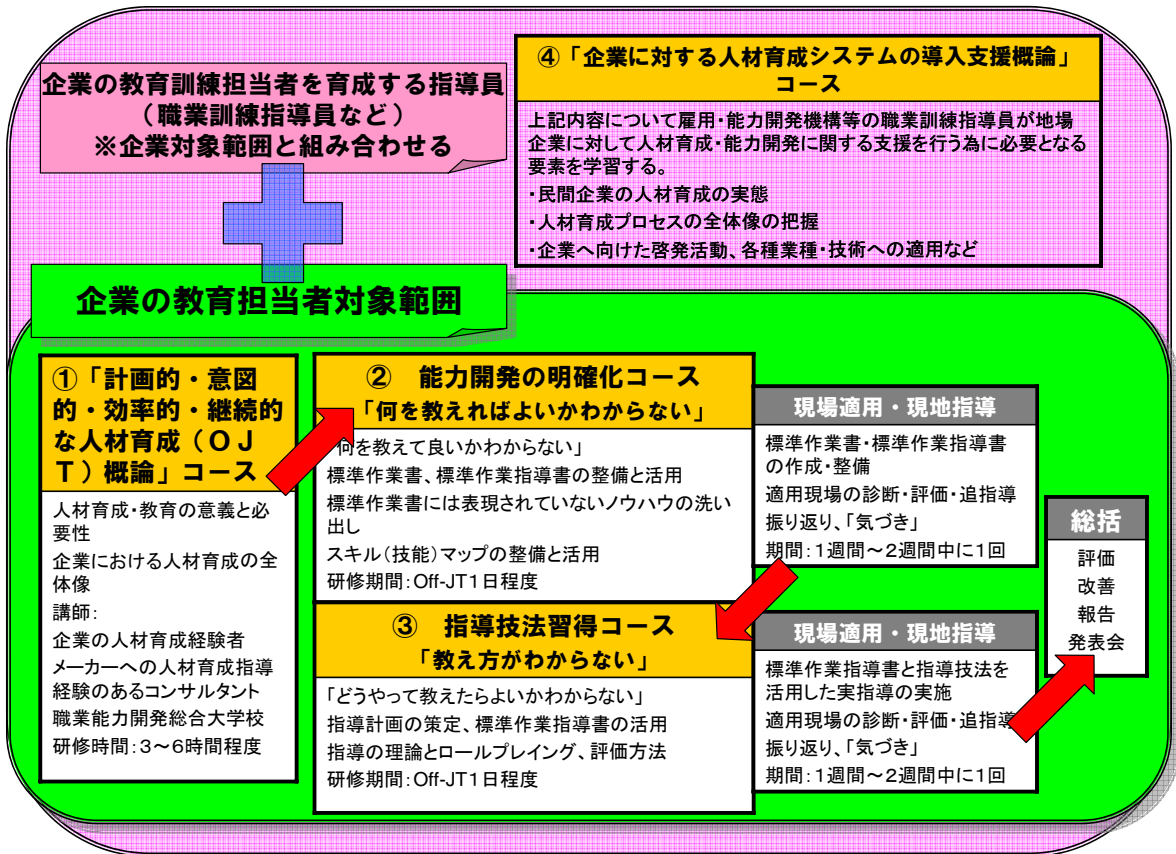 企業の教育訓練担当者を育成する指導員
（職業訓練指導員など）
※企業対象範囲と組み合わせる
④「企業に対する人材育成システムの導入支援概論」
コース
上記内容について雇用・能力開発機構等の職業訓練指導員が地場
企業に対して人材育成・能力開発に関する支援を行う為に必要となる
要素を学習する。
・民間企業の人材育成の実態
・人材育成プロセスの全体像の把握
・企業へ向けた啓発活動、各種業種・技術への適用など
企業の教育担当者対象範囲
①「計画的・意図
的・効率的・継続的
な人材育成（ＯＪ
Ｔ）概論」コース
人材育成・教育の意義と必
要性
企業における人材育成の全
体像
講師：
企業の人材育成経験者
メーカーへの人材育成指導
経験のあるコンサルタント
職業能力開発総合大学校
研修時間：３～６時間程度
②　能力開発の明確化コース
「何を教えればよいかわからない」
「何を教えて良いかわからない」
標準作業書、標準作業指導書の整備と活用
標準作業書には表現されていないノウハウの洗い
出し
スキル（技能）マップの整備と活用
研修期間：Off-JT１日程度
現場適用・現地指導
標準作業書・標準作業指導書
の作成・整備
適用現場の診断・評価・追指導
振り返り、「気づき」
期間：１週間～２週間中に１回
③　指導技法習得コース
「教え方がわからない」
「どうやって教えたらよいかわからない」
指導計画の策定、標準作業指導書の活用
指導の理論とロールプレイング、評価方法
研修期間：Off-JT１日程度
現場適用・現地指導
標準作業指導書と指導技法を
活用した実指導の実施
適用現場の診断・評価・追指導
振り返り、「気づき」
期間：１週間～２週間中に１回
総括
評価
改善
報告
発表会